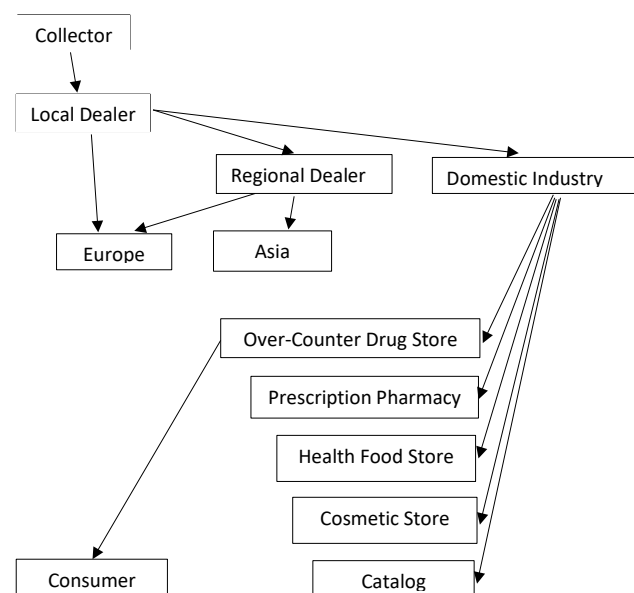 Collector
Local Dealer
Regional Dealer
Domestic Industry
Europe
Asia
Over-Counter Drug Store
Prescription Pharmacy
Health Food Store
Cosmetic Store
Consumer
Catalog